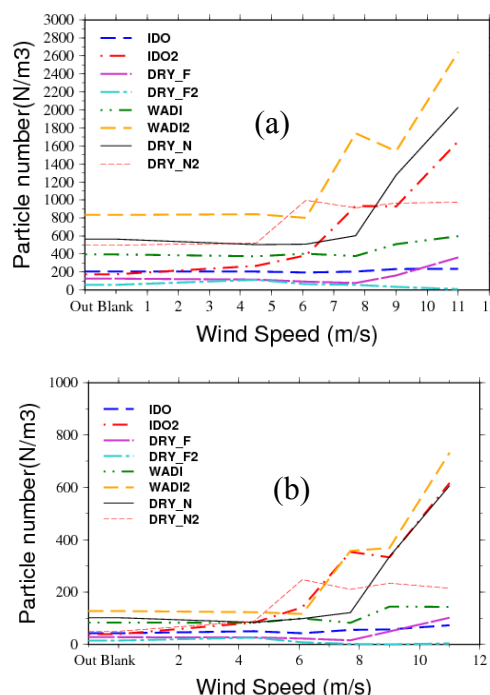 Particle number(N/m3)
3000
2800
2600
2400
2200
2000
1800
1600
1400
1200
1000
800
600
400
200
0
IDO
IDO2
DRY_F
DRY_F2
WADI
WADI2
DRY_N
DRY_N2
(a)
Out Blank 1 2 3 4 5 6 7 8 9 10 11 1
Wind Speed (m/s)
Particle number(N/m3)
1000
800
600
400
200
0
IDO
IDO2
DRY_F
DRY_F2
WADI
WADI2
DRY_N
DRY_N2
(b)
Out Blank 2 4 6 8 10
Wind Speed (m/s)